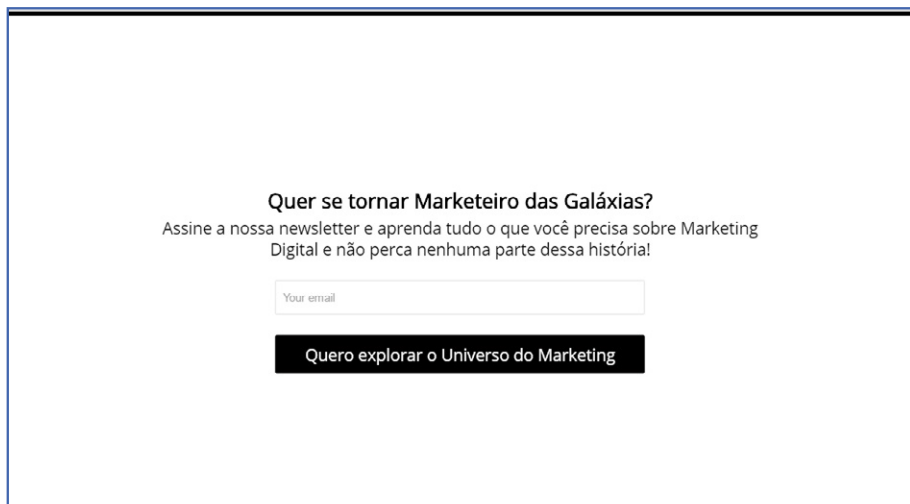 Quer se tornar Marketeiro das Galáxias?
Assine a nossa newsletter e aprenda tudo o que você precisa sobre Marketing
Digital e não perca nenhuma parte dessa história!
Your email
Quero explorar o Universo do Marketing